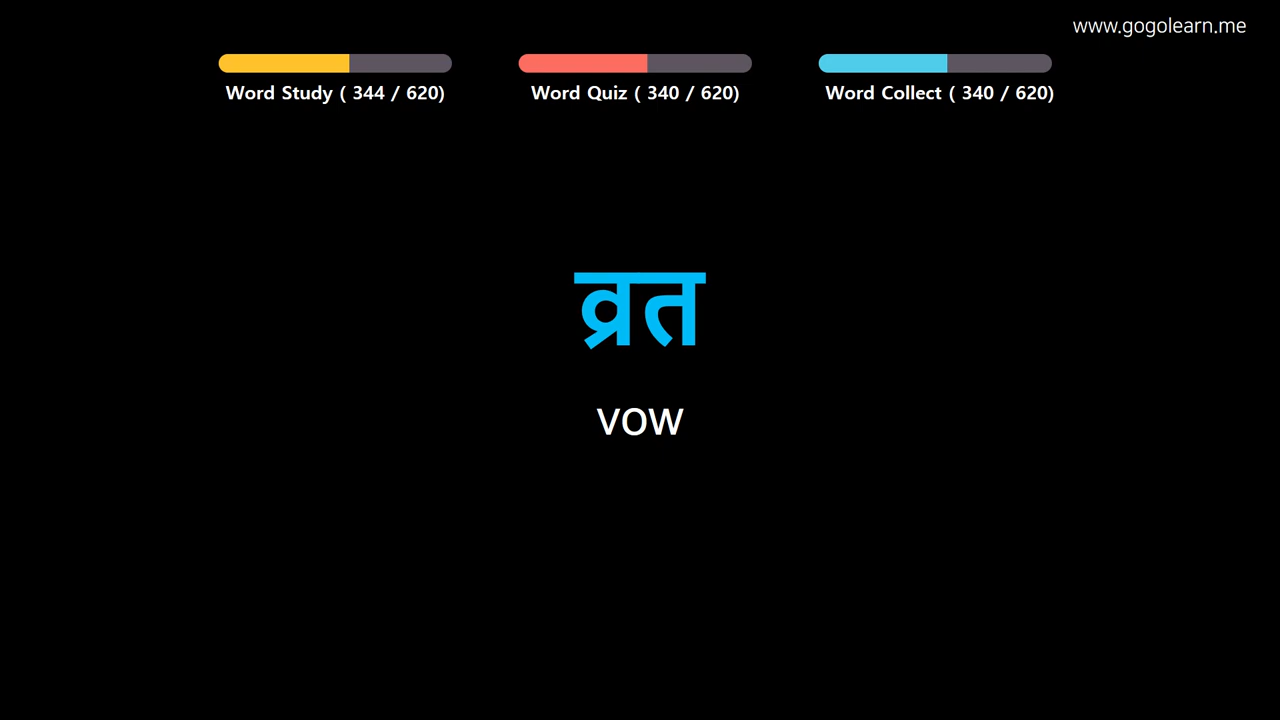 www.gogolearn.me
Word Study ( 344 / 620)
Word Quiz ( 340 / 620)
Word Collect ( 340 / 620)
व्रत
vow